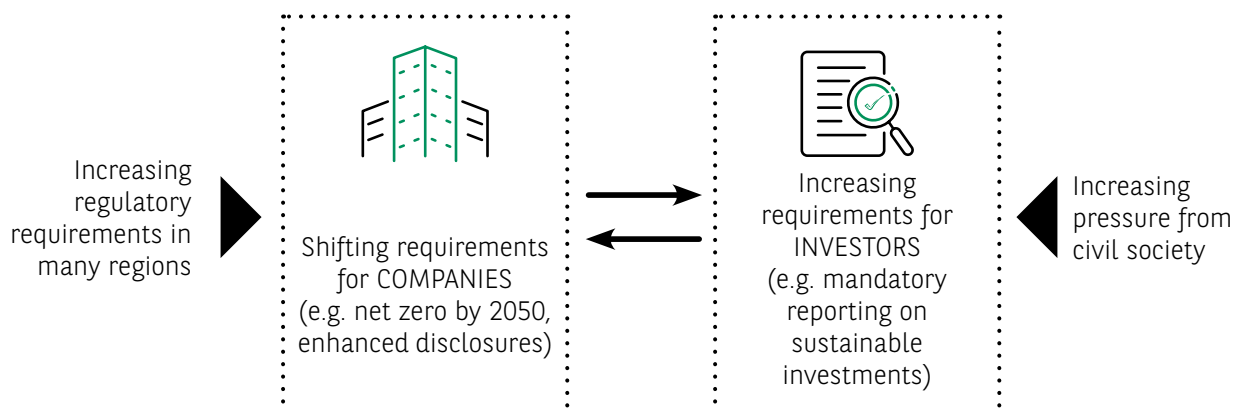 Increasing
regulatory
requirements in
many regions
Shifting requirements
for COMPANIES
(e.g. net zero by 2050,
enhanced disclosures)
Increasing
requirements for
INVESTORS
(e.g. mandatory
reporting on
sustainable
investments)
Increasing
pressure from
civil society